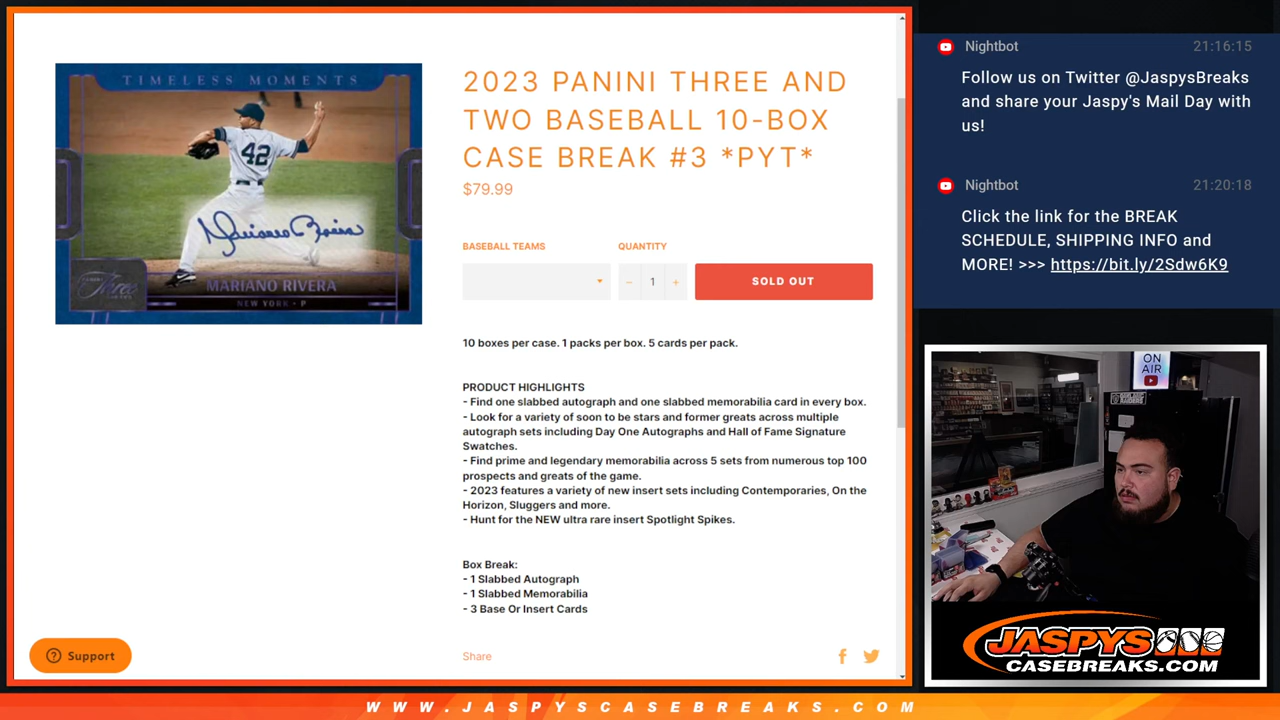 TIMELESS MOMENTS
42
Mariano Rivera
Three
MARIANO RIVERA
NEW YORK • P
2023 PANINI THREE AND
TWO BASEBALL 10-BOX
CASE BREAK #3 *PYT*
$79.99
BASEBALL TEAMS
QUANTITY
− 1 +
SOLD OUT
10 boxes per case. 1 packs per box. 5 cards per pack.
PRODUCT HIGHLIGHTS
- Find one slabbed autograph and one slabbed memorabilia card in every box.
- Look for a variety of soon to be stars and former greats across multiple
autograph sets including Day One Autographs and Hall of Fame Signature
Swatches.
- Find prime and legendary memorabilia across 5 sets from numerous top 100
prospects and greats of the game.
- 2023 features a variety of new insert sets including Contemporaries, On the
Horizon, Sluggers and more.
- Hunt for the NEW ultra rare insert Spotlight Spikes.
Box Break:
- 1 Slabbed Autograph
- 1 Slabbed Memorabilia
- 3 Base Or Insert Cards
Share
? Support
Nightbot 21:16:15
Follow us on Twitter @JaspysBreaks
and share your Jaspy's Mail Day with
us!
Nightbot 21:20:18
Click the link for the BREAK
SCHEDULE, SHIPPING INFO and
MORE! >>> https://bit.ly/2Sdw6K9
ON
AIR
JASPYS
CASEBREAKS.COM
WWW.JASPYSCASEBREAKS.COM